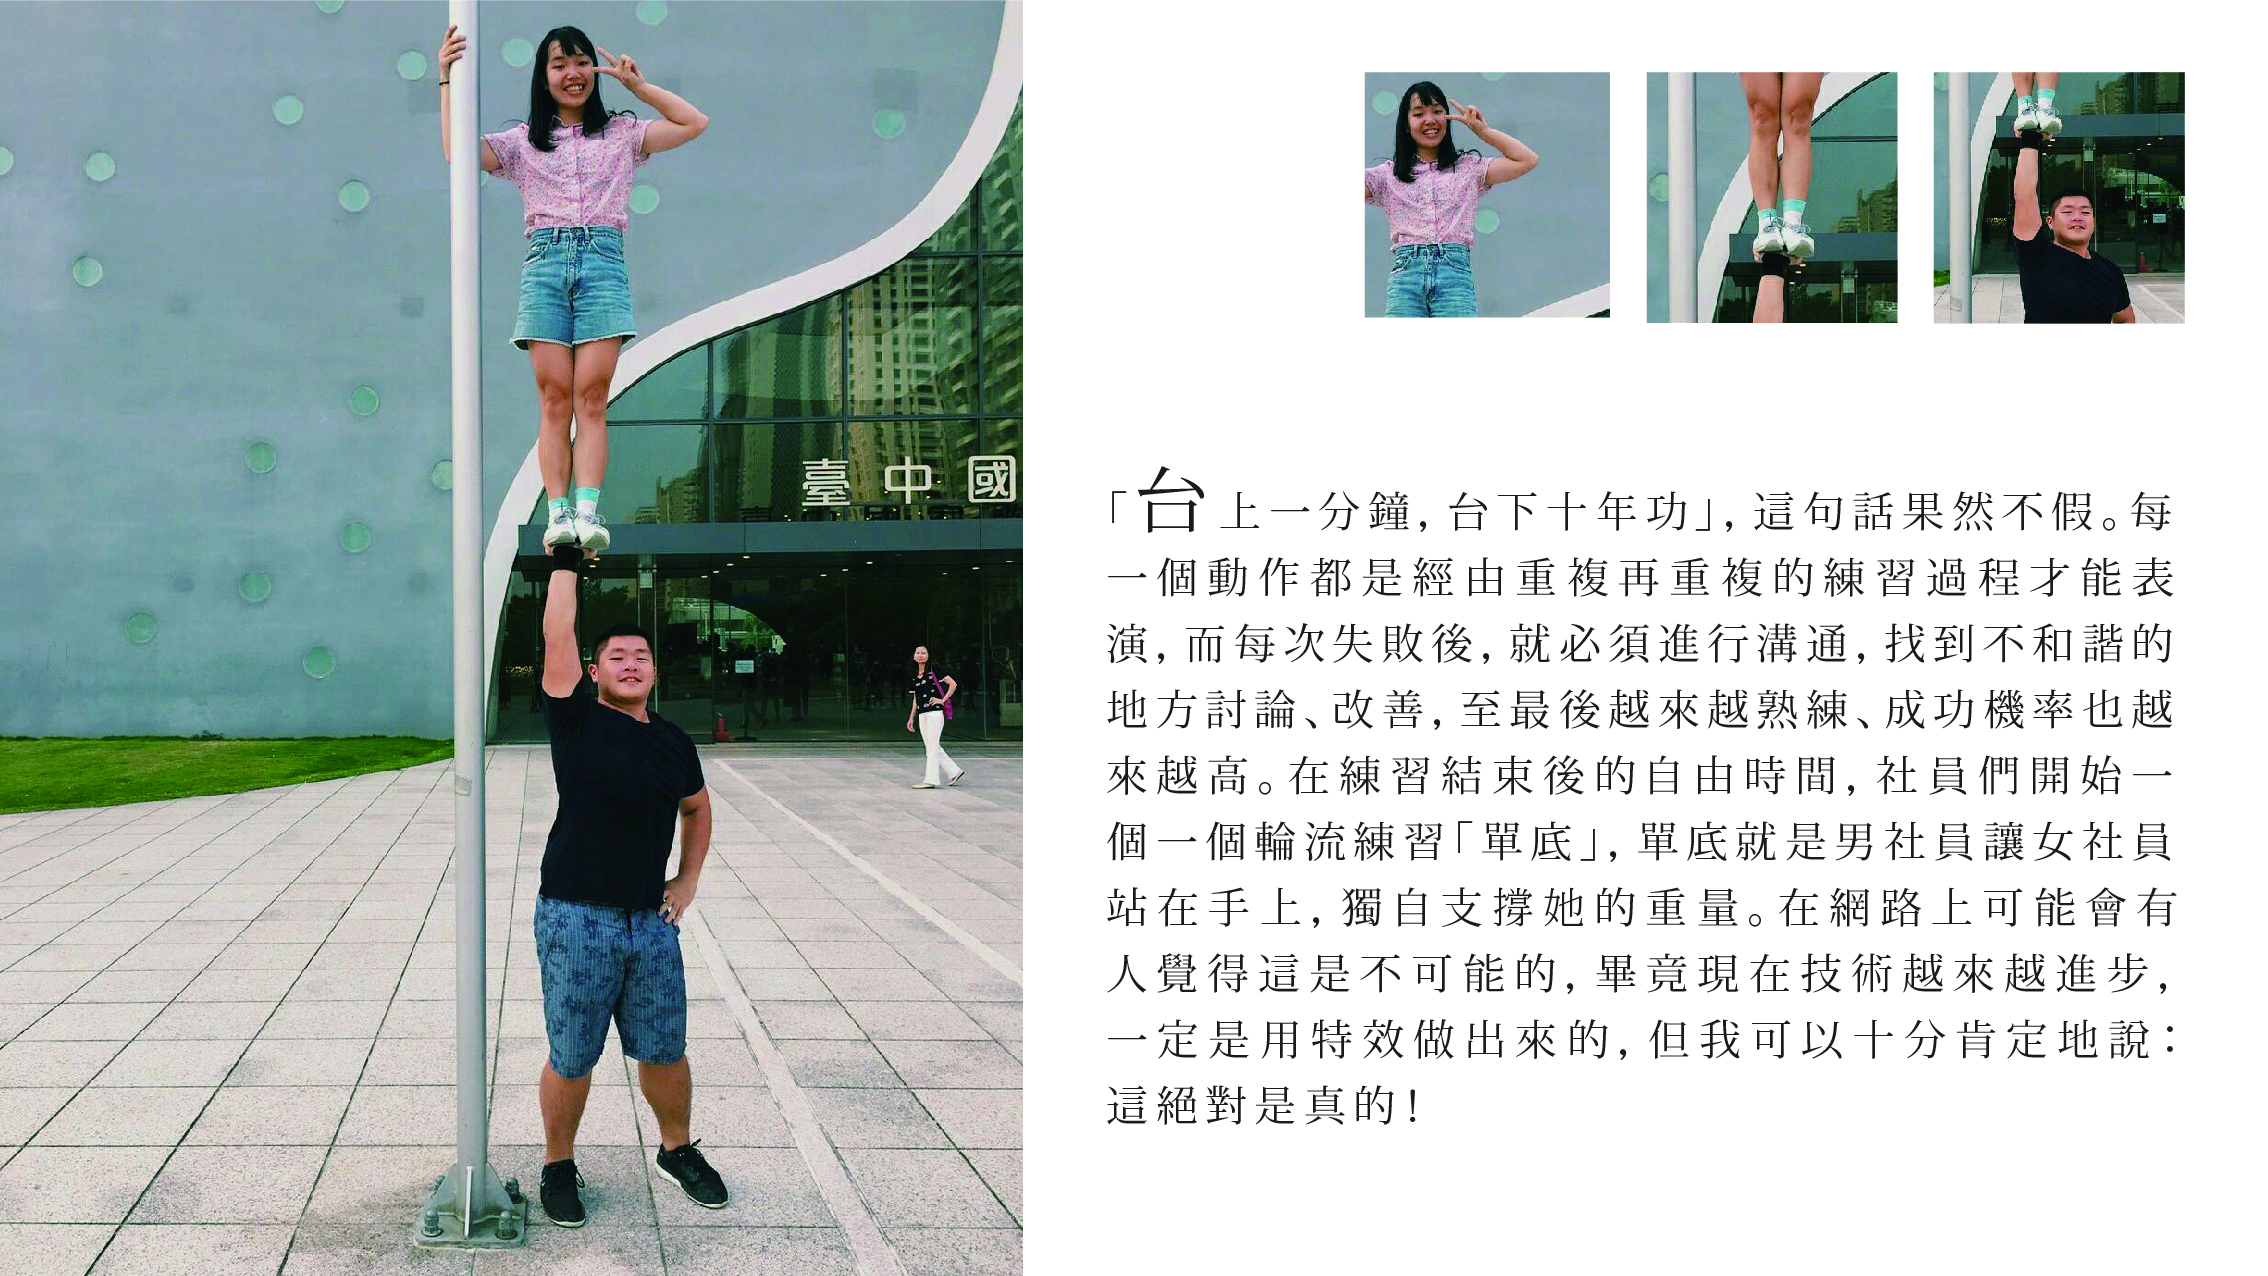 臺中國
「台上一分鐘，台下十年功」，這句話果然不假。每
一個動作都是經由重複再重複的練習過程才能表
演，而每次失敗後，就必須進行溝通，找到不和諧的
地方討論、改善，至最後越來越熟練、成功機率也越
來越高。在練習結束後的自由時間，社員們開始一
個一個輪流練習「單底」，單底就是男社員讓女社員
站在手上，獨自支撐她的重量。在網路上可能會有
人覺得這是不可能的，畢竟現在技術越來越進步，
一定是用特效做出來的，但我可以十分肯定地說：
這絕對是真的！